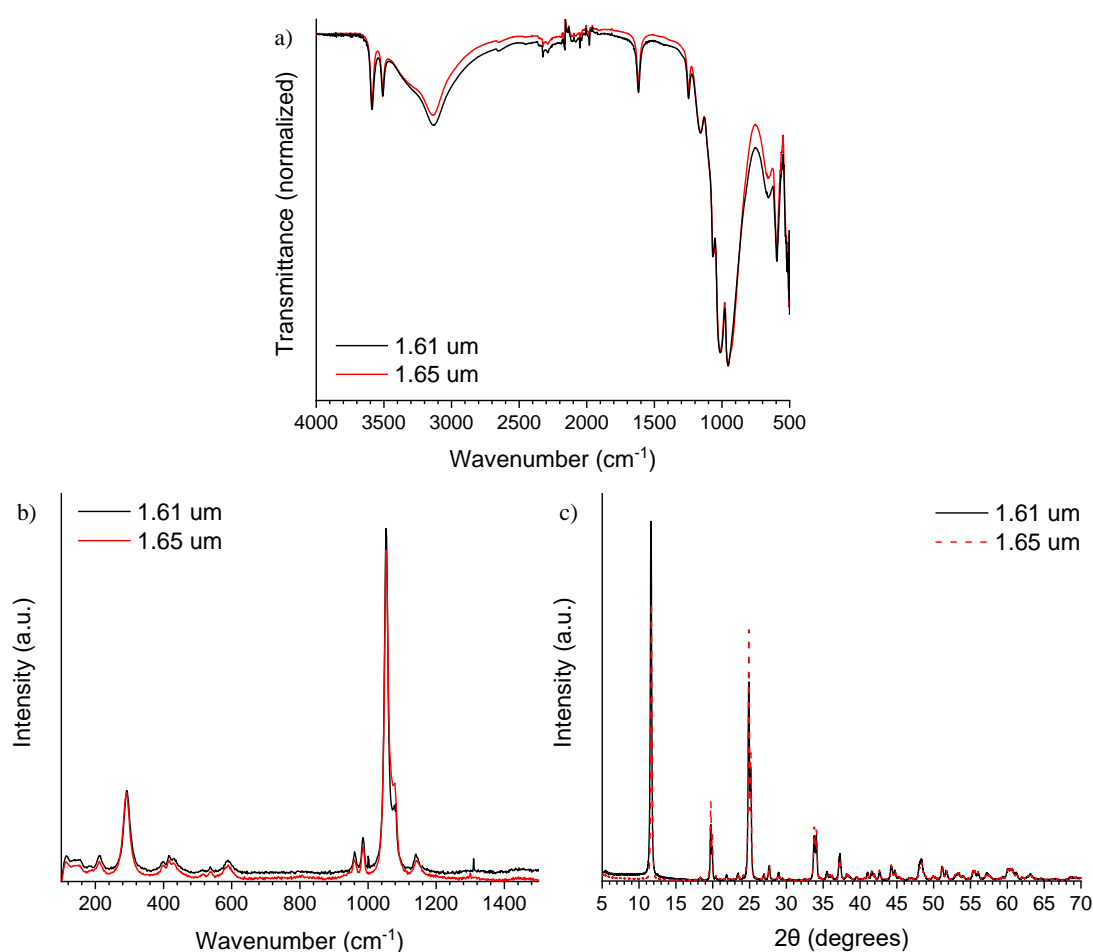 a)
Transmittance (normalized)
1.61 um
1.65 um
4000 3500 3000 2500 2000 1500 1000 500
Wavenumber (cm⁻¹)
b)
1.61 um
1.65 um
Intensity (a.u.)
200 400 600 800 1000 1200 1400
Wavenumber (cm⁻¹)
c)
1.61 um
1.65 um
Intensity (a.u.)
5 10 15 20 25 30 35 40 45 50 55 60 65 70
2θ (degrees)